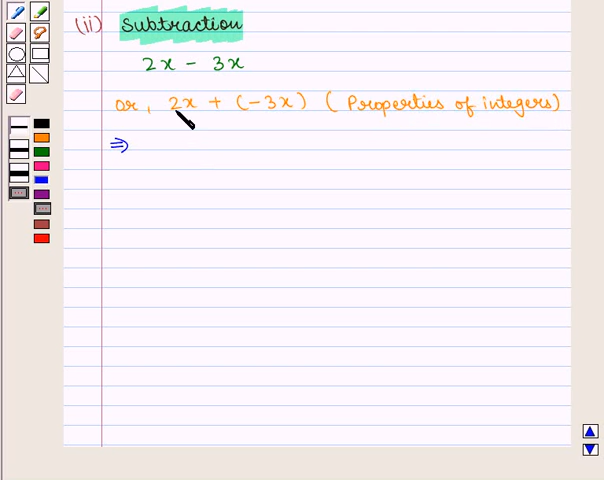 (ii) Subtraction
2x - 3x
or, 2x + (-3x) (Properties of integers)
⇒